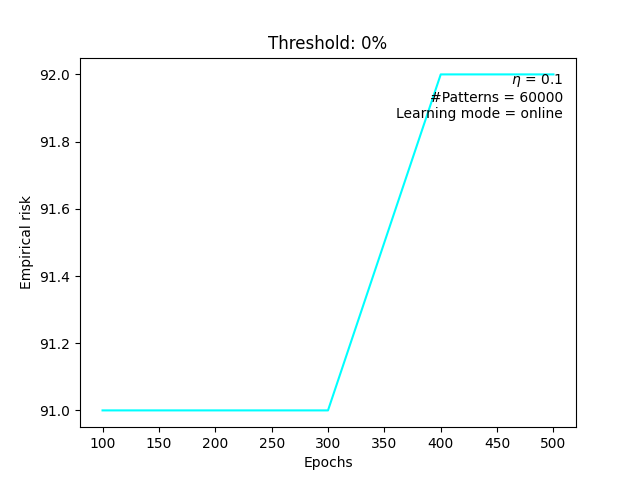 Threshold: 0%
η = 0.1
#Patterns = 60000
Learning mode = online
Empirical risk
92.0
91.8
91.6
91.4
91.2
91.0
100 150 200 250 300 350 400 450 500
Epochs